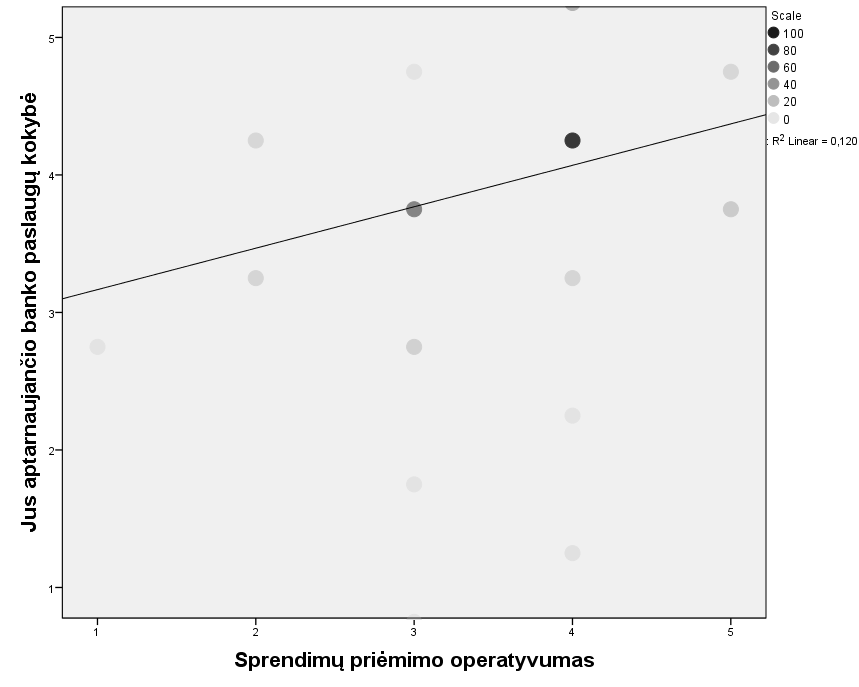 Scale
100
80
60
40
20
0
: R2 Linear = 0,120
Jus aptarnaujančio banko paslaugų kokybė
5
4
3
2
1
1 2 3 4 5
Sprendimų priėmimo operatyvumas